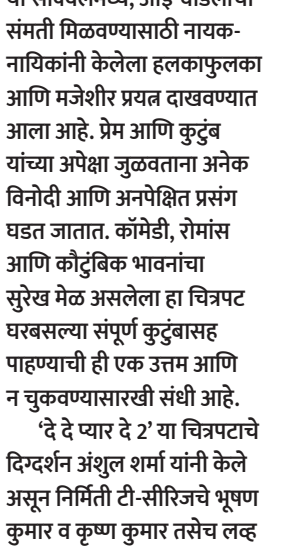 संमती मिळवण्यासाठी नायक-
नायिकांनी केलेला हलकाफुलका
आणि मजेशीर प्रयत्न दाखवण्यात
आला आहे. प्रेम आणि कुटुंब
यांच्या अपेक्षा जुळवताना अनेक
विनोदी आणि अनपेक्षित प्रसंग
घडत जातात. कॉमेडी, रोमांस
आणि कौटुंबिक भावनांचा
सुरेख मेळ असलेला हा चित्रपट
घरबसल्या संपूर्ण कुटुंबासह
पाहण्याची ही एक उत्तम आणि
न चुकवण्यासारखी संधी आहे.
‘दे दे प्यार दे 2’ या चित्रपटाचे
दिग्दर्शन अंशुल शर्मा यांनी केले
असून निर्मिती टी-सीरिजचे भूषण
कुमार व कृष्ण कुमार तसेच लव्ह